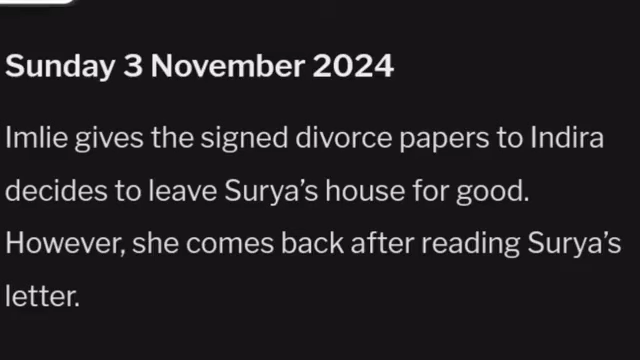 Sunday 3 November 2024
Imlie gives the signed divorce papers to Indira
decides to leave Surya’s house for good.
However, she comes back after reading Surya’s
letter.